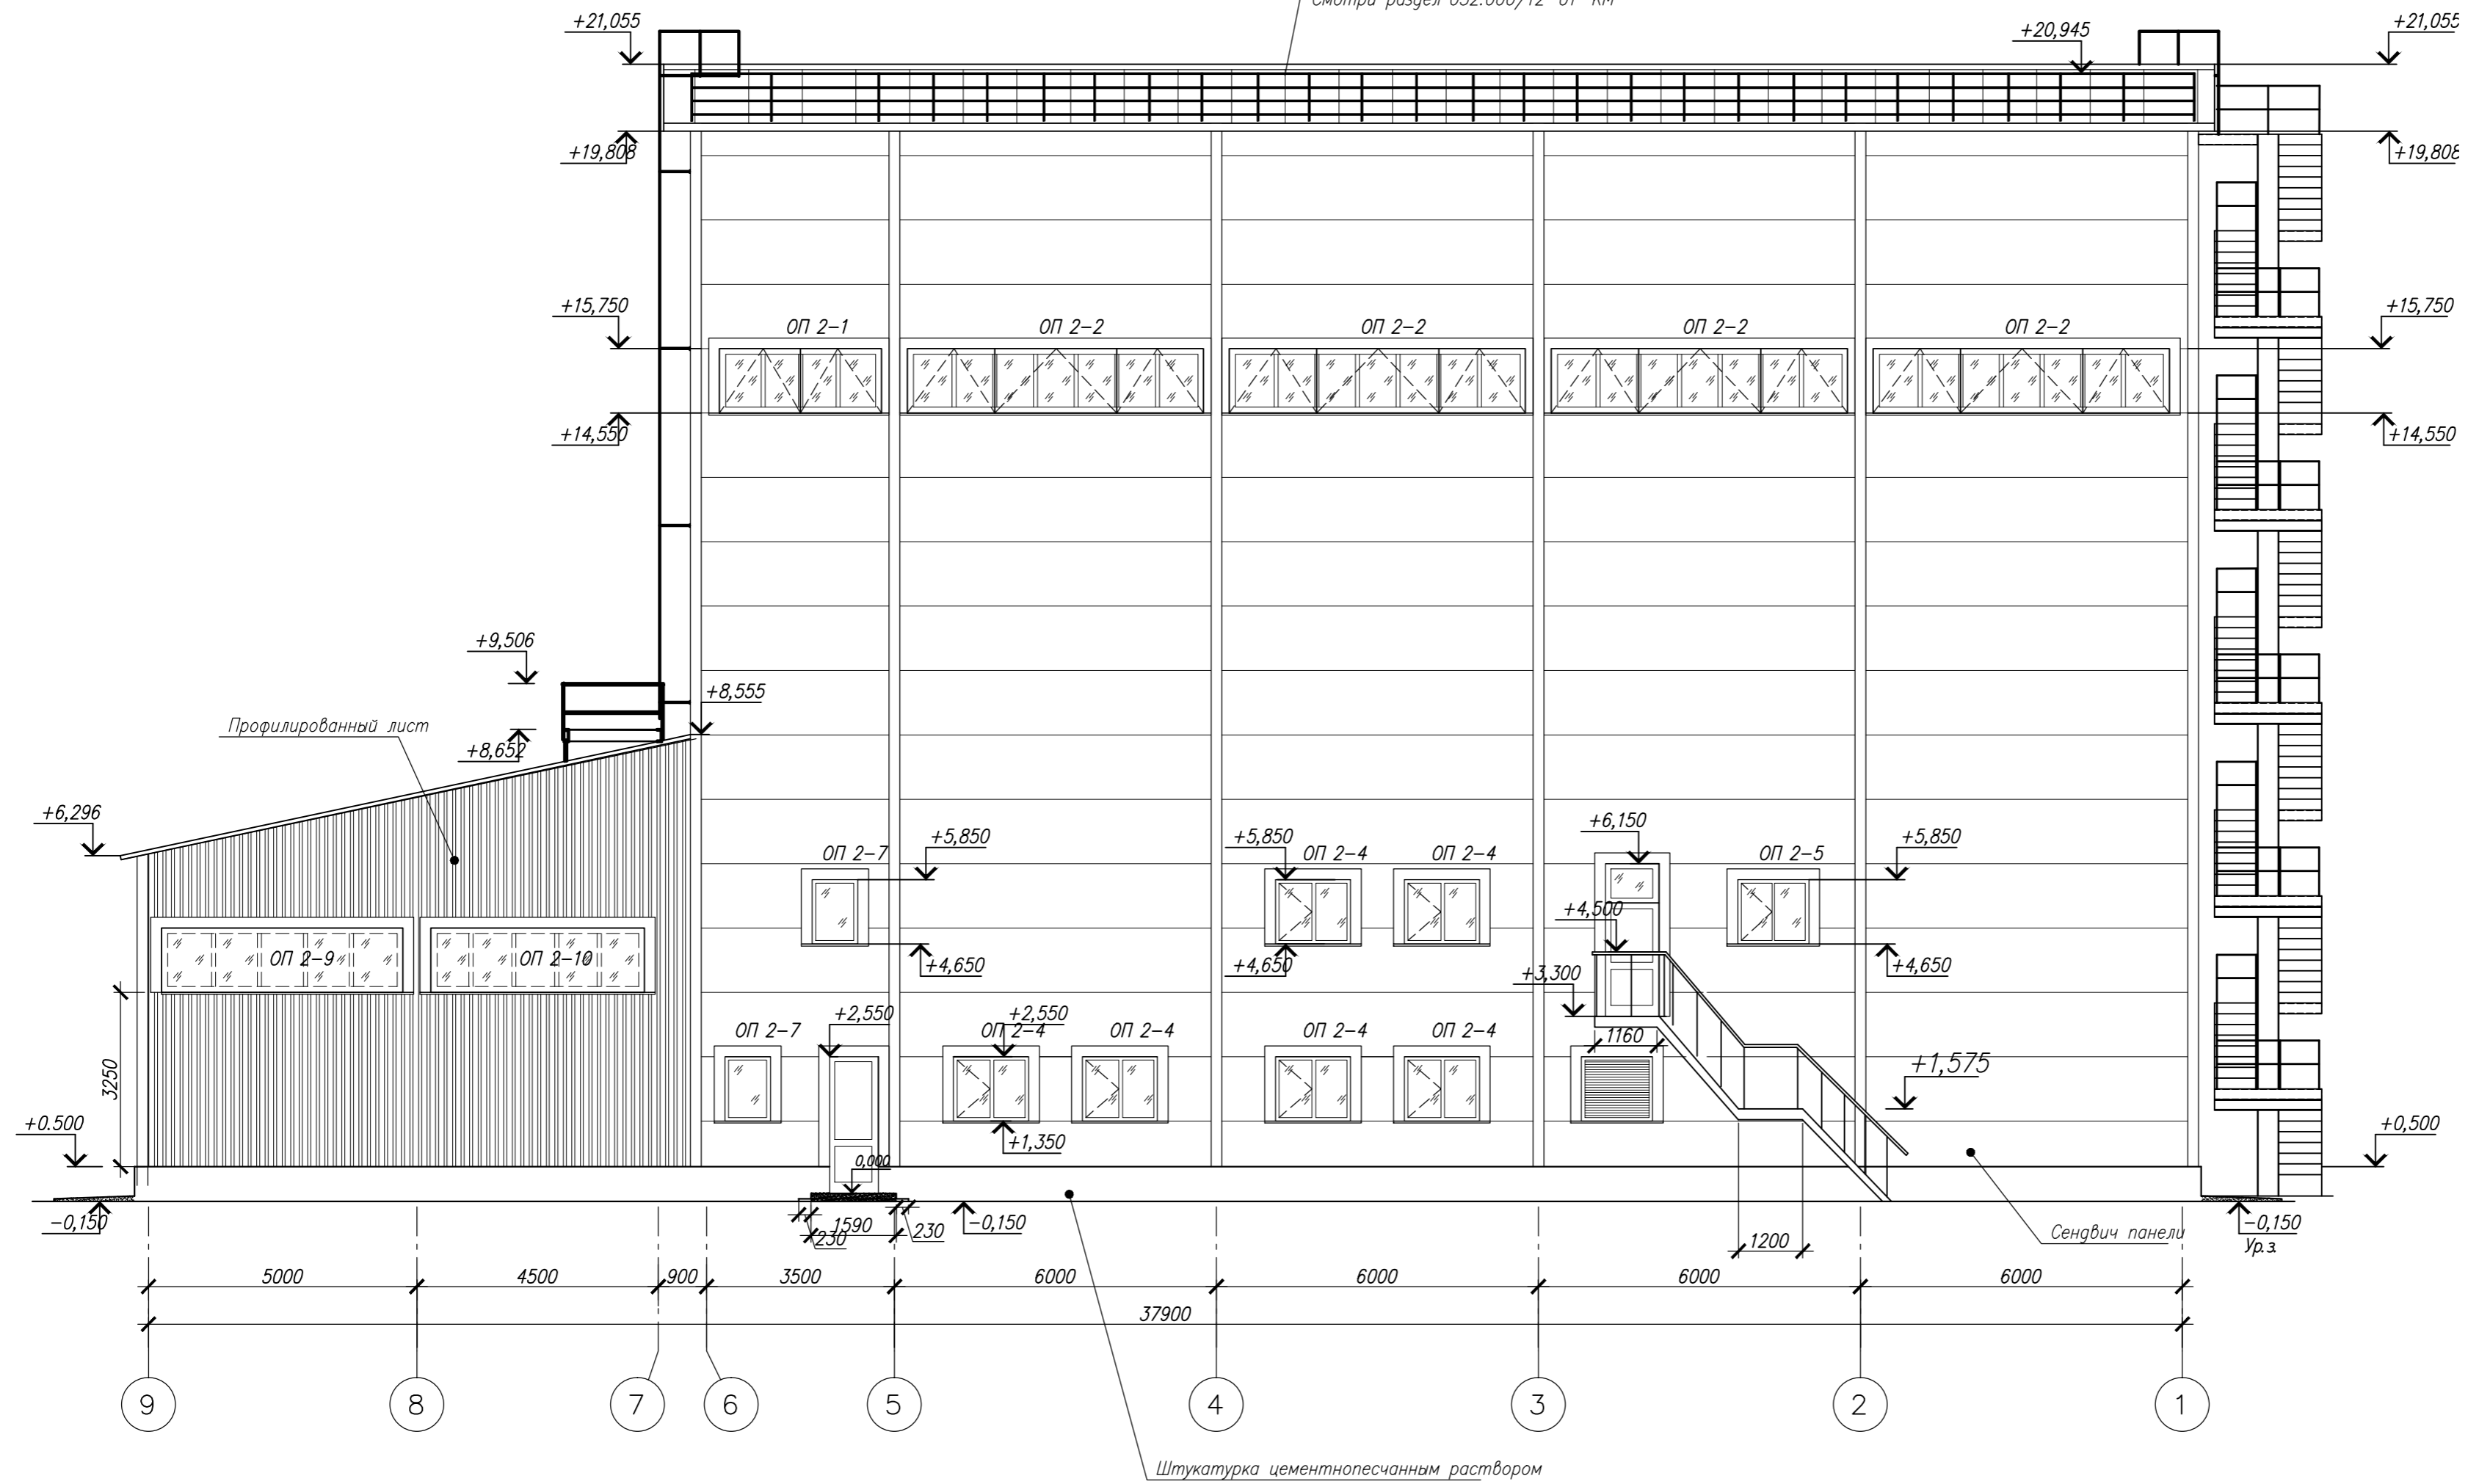 Смотри раздел
+21,055
+20,945
+21,055
+19,808
+19,808
+15,750
ОП 2-1
ОП 2-2
ОП 2-2
ОП 2-2
ОП 2-2
+15,750
+14,550
+14,550
+9,506
+8,555
Профилированный лист
+8,652
+6,296
+5,850
+5,850
+6,150
+5,850
ОП 2-7
ОП 2-4
ОП 2-4
ОП 2-5
+4,500
ОП 2-9
ОП 2-10
+4,650
+4,650
+4,650
+3,300
+2,550
+2,550
ОП 2-7
ОП 2-4
ОП 2-4
ОП 2-4
ОП 2-4
1160
+1,575
3250
+0.500
+1,350
+0,500
0,000
-0,150
230
1590
230
-0,150
1200
Сендвич панели
-0,150
Ур.з.
5000
4500
900
3500
6000
6000
6000
6000
37900
9
8
7
6
5
4
3
2
1
Штукатурка цементнопесчанным раствором